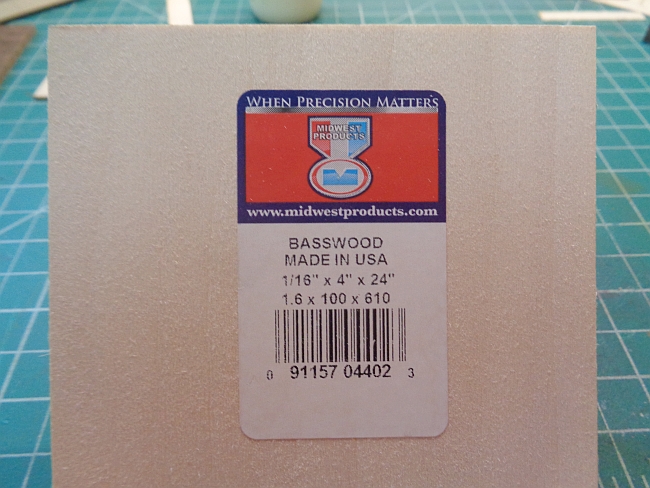 WHEN PRECISION MATTERS
MIDWEST
PRODUCTS
www.midwestproducts.com
BASSWOOD
MADE IN USA
1/16" x 4" x 24"
1.6 x 100 x 610
0 91157 04402 3